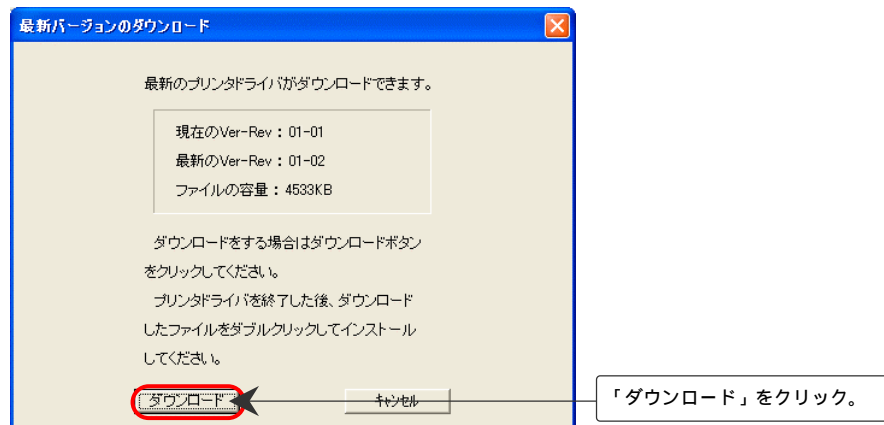 最新バージョンのダウンロード
最新のプリンタドライバがダウンロードできます。
現在のVer-Rev：01-01
最新のVer-Rev：01-02
ファイルの容量：4533KB
ダウンロードをする場合はダウンロードボタン
をクリックしてください。
プリンタドライバを終了した後、ダウンロード
したファイルをダブルクリックしてインストール
してください。
ダウンロード
ｷｬﾝｾﾙ
「ダウンロード」をクリック。